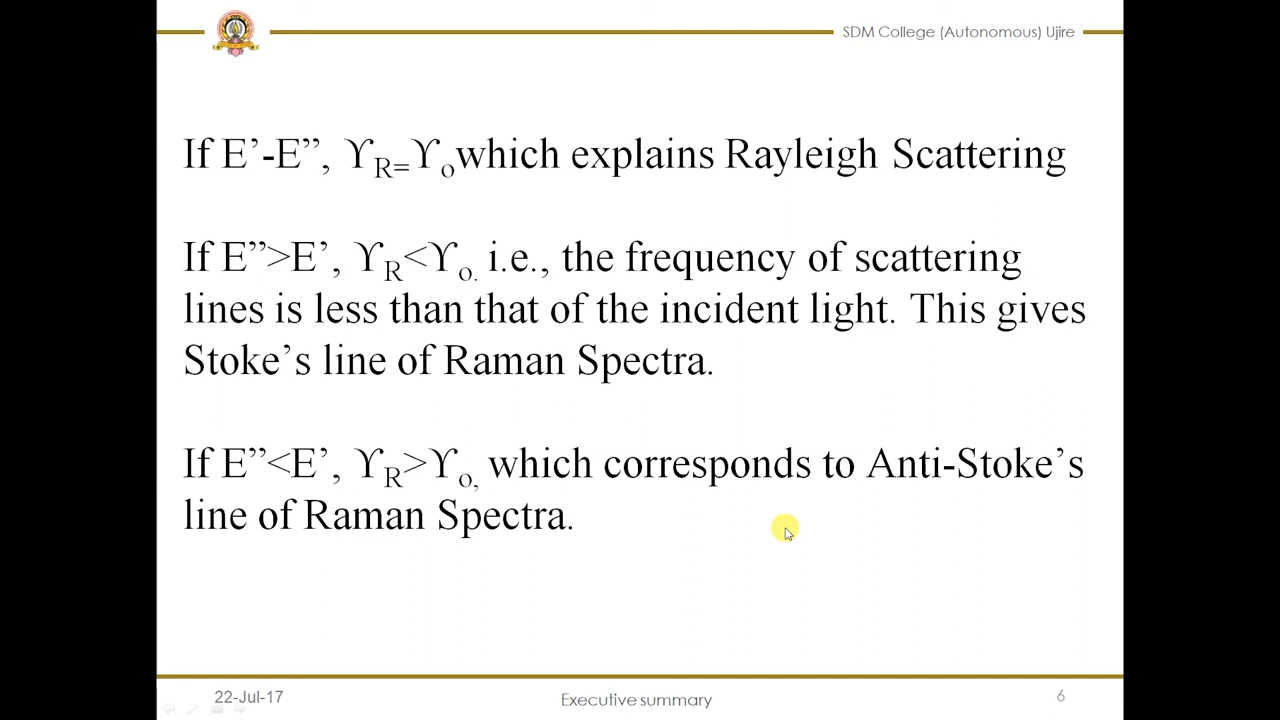 SDM College (Autonomous) Ujire
If E’-E”, ϒR=ϒo which explains Rayleigh Scattering
If E”>E’, ϒR<ϒo. i.e., the frequency of scattering
lines is less than that of the incident light. This gives
Stoke’s line of Raman Spectra.
If E”<E’, ϒR>ϒo, which corresponds to Anti-Stoke’s
line of Raman Spectra.
22-Jul-17
Executive summary
6